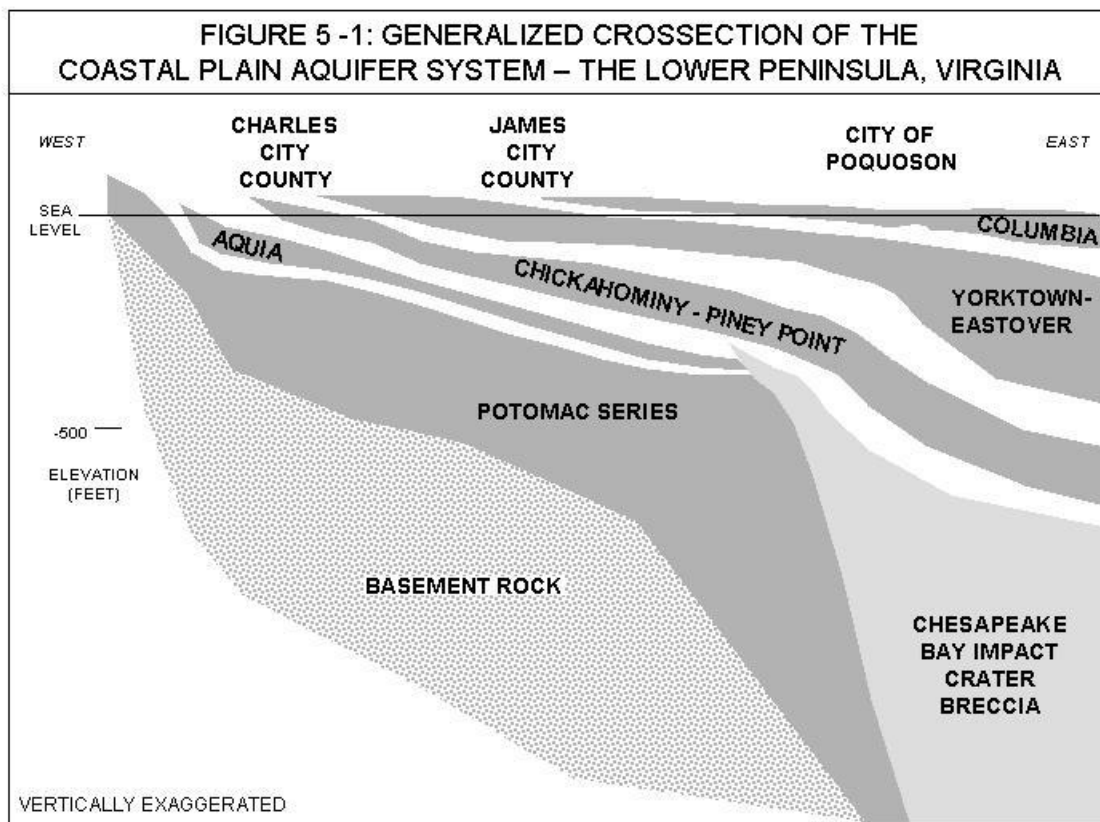 FIGURE 5 -1: GENERALIZED CROSSECTION OF THE
COASTAL PLAIN AQUIFER SYSTEM – THE LOWER PENINSULA, VIRGINIA
WEST
CHARLES
CITY
COUNTY
JAMES
CITY
COUNTY
CITY OF
POQUOSON
EAST
SEA
LEVEL
COLUMBIA
AQUIA
CHICKAHOMINY - PINEY POINT
YORKTOWN-
EASTOVER
POTOMAC SERIES
-500
ELEVATION
(FEET)
BASEMENT ROCK
CHESAPEAKE
BAY IMPACT
CRATER
BRECCIA
VERTICALLY EXAGGERATED